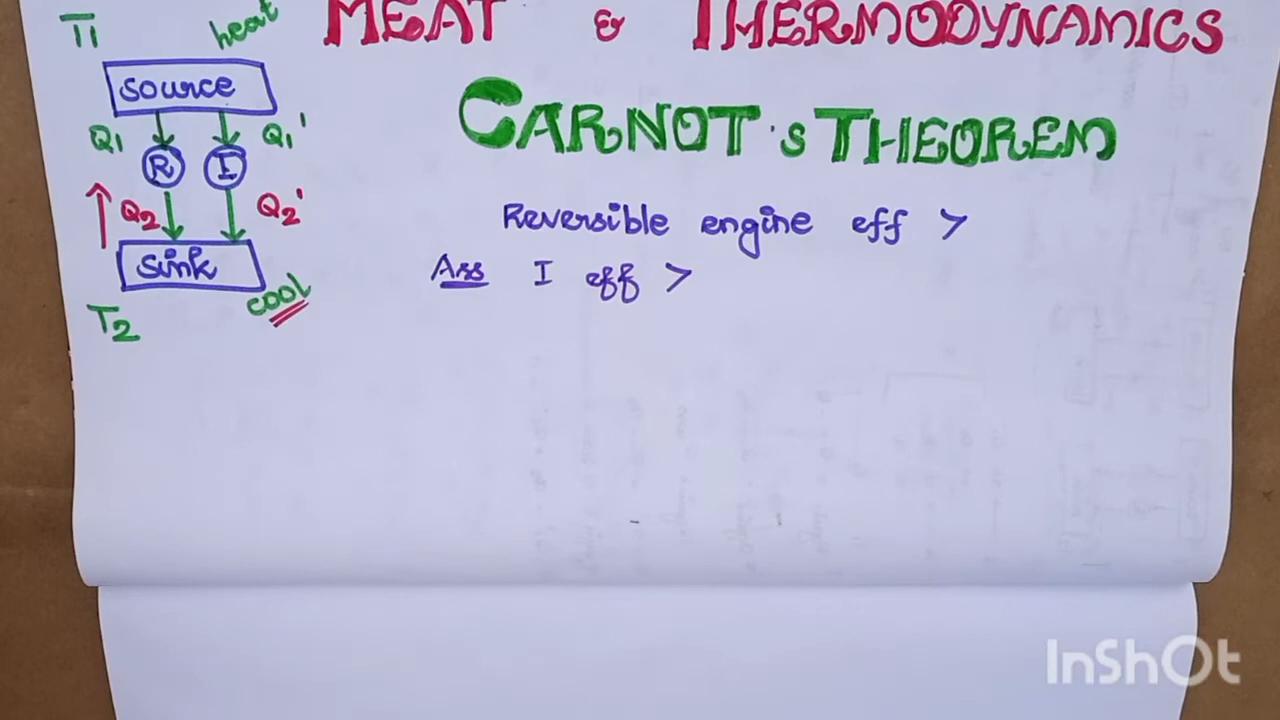 HEAT & THERMODYNAMICS
CARNOT'S THEOREM
T1 heat
source
Q1 Q1'
R I
Q2 Q2'
sink
cool
T2
Reversible engine eff >
Ass I eff >
InShOt